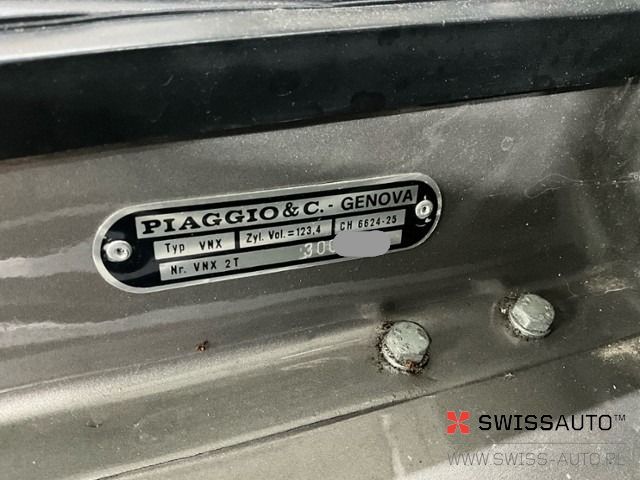 PIAGGIO & C. - GENOVA
Typ VNX Zyl. Vol. = 123,4 CH 6624-25
Nr. VNX 2T 300
SWISSAUTO™
WWW.SWISS-AUTO.PL